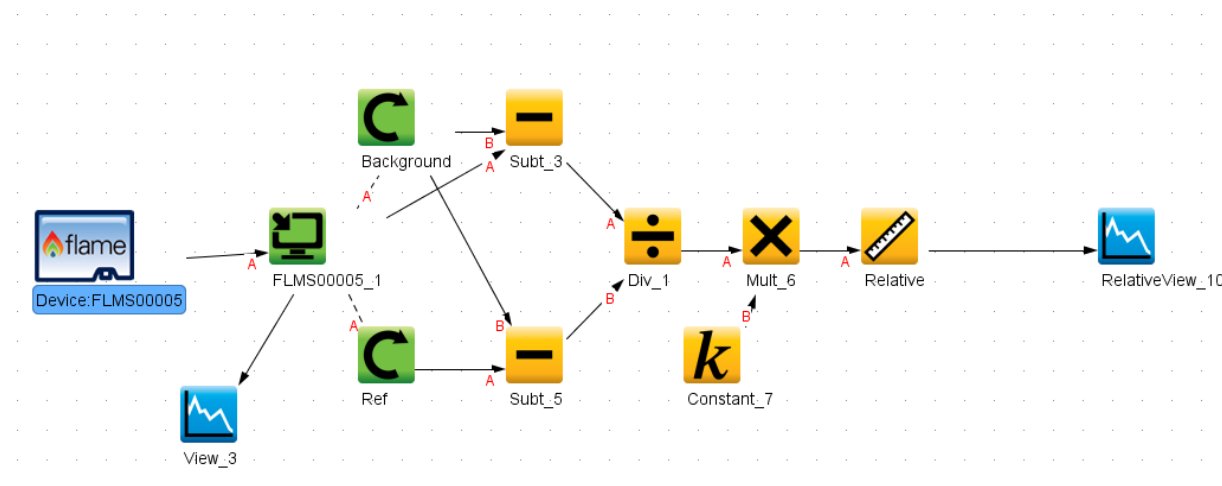 Background
B
A
Subt_3
A
flame
Device:FLMS00005
A
FLMS00005_1
A
Div_1
A
Mult_6
A
Relative
RelativeView_10
B
B
B
A
A
Ref
Subt_5
k
Constant_7
View_3